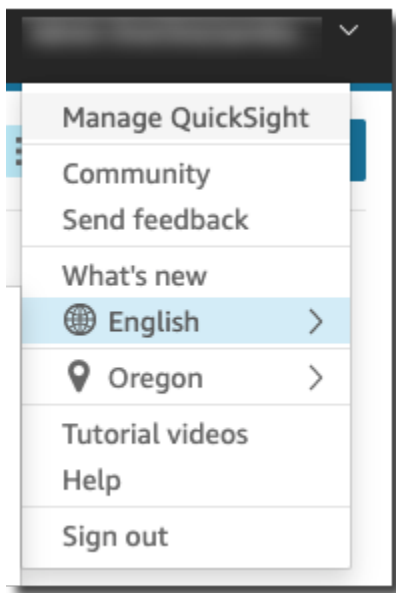 Manage QuickSight
Community
Send feedback
What's new
English
Oregon
Tutorial videos
Help
Sign out